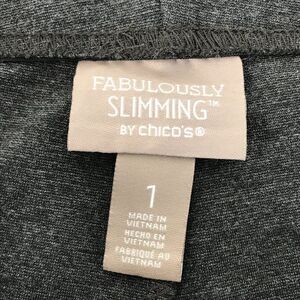 FABULOUSLY
SLIMMING™
BY chico's®
1
MADE IN
VIETNAM
HECHO EN
VIETNAM
FABRIQUÉ AU
VIETNAM